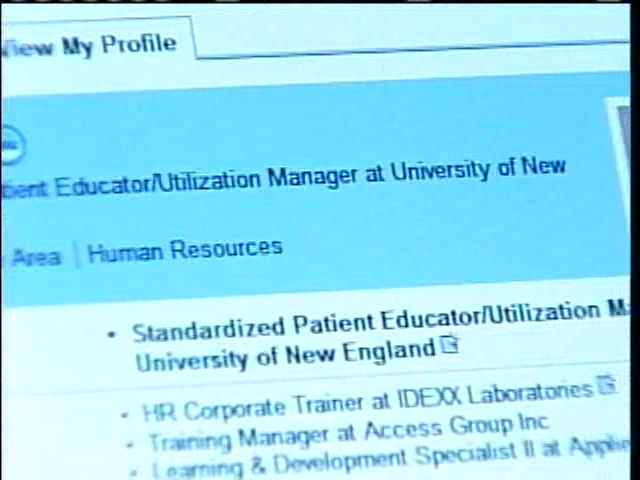 View My Profile
Educator/Utilization Manager at University of New
Area | Human Resources
• Standardized Patient Educator/Utilization
University of New England
• HR Corporate Trainer at IDEXX Laboratories
• Training Manager at Access Group Inc
• Learning & Development Specialist II at